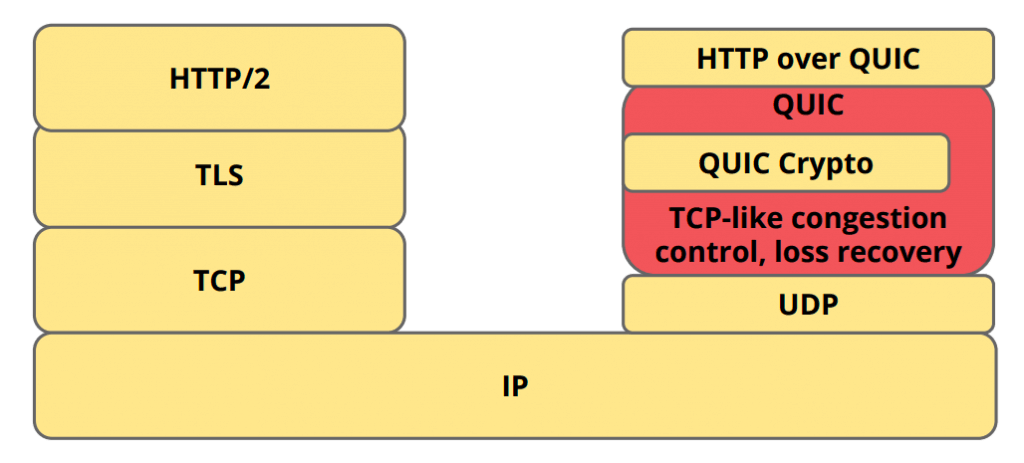 HTTP/2
TLS
TCP
HTTP over QUIC
QUIC
QUIC Crypto
TCP-like congestion
control, loss recovery
UDP
IP